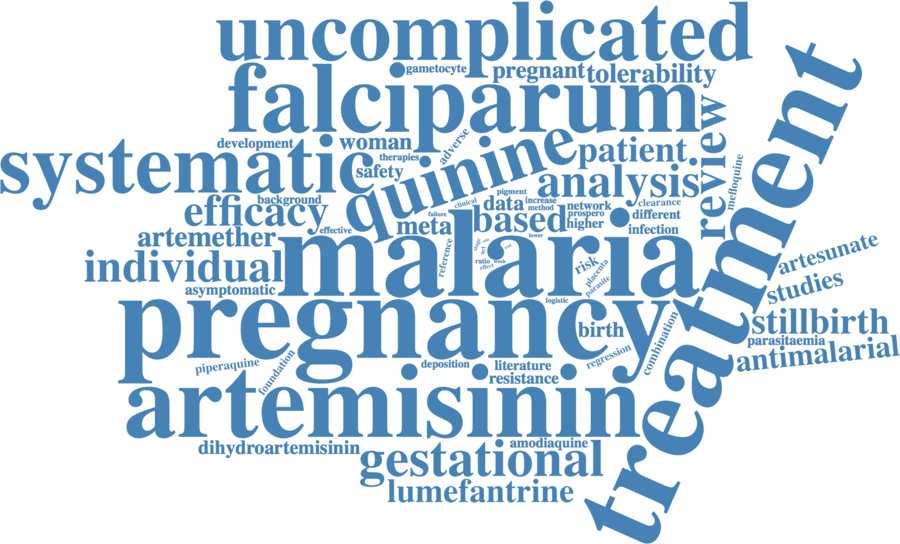 uncomplicated
gametocyte
pregnant
tolerability
falciparum
treatment
development
woman
adverse
therapies
systematic
safety
quinine
patient
review
mefloquine
analysis
background
efficacy
effective
clinical
pigment
data
increase
method
network
clearance
failure
meta
based
prospero
higher
different
infection
lower
artemether
reference
malaria
individual
asymptomatic
ratio
effect
week
risk
placenta
parasite
artesunate
studies
logistic
pregnancy
birth
combination
stillbirth
parasitaemia
antimalarial
piperaquine
foundation
deposition
literature
regression
resistance
artemisinin
dihydroartemisinin
amodiaquine
gestational
lumefantrine